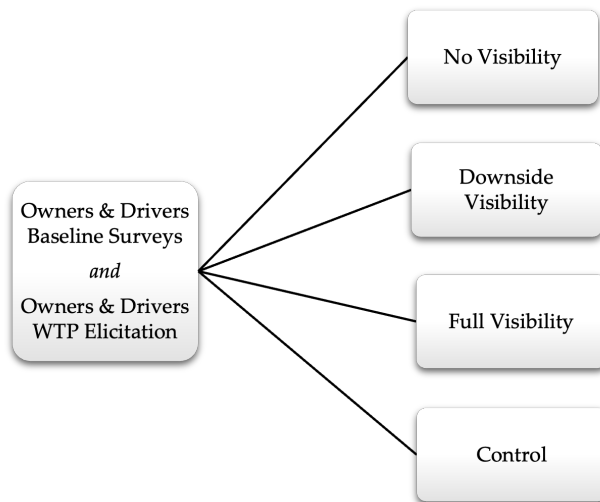 Owners & Drivers
Baseline Surveys
and
Owners & Drivers
WTP Elicitation
No Visibility
Downside
Visibility
Full Visibility
Control